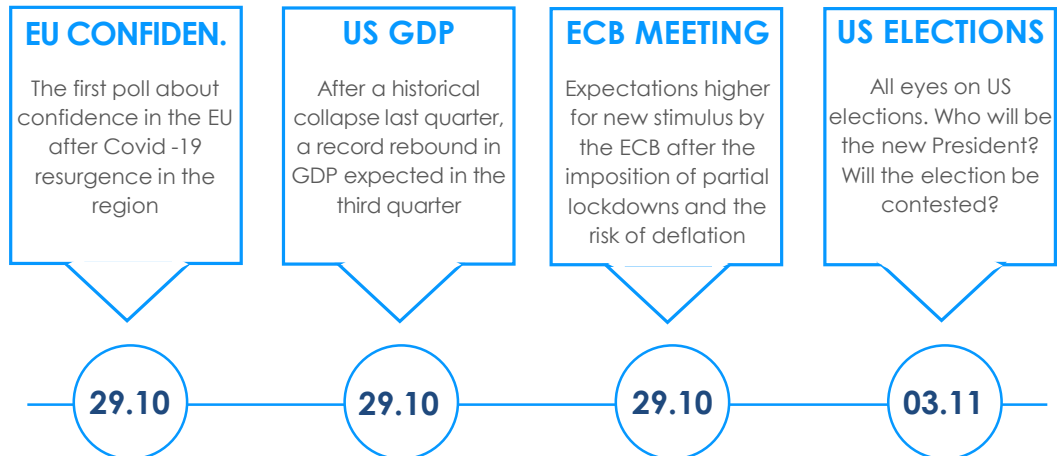 EU CONFIDEN.
The first poll about
confidence in the EU
after Covid -19
resurgence in the
region
US GDP
After a historical
collapse last quarter,
a record rebound in
GDP expected in the
third quarter
ECB MEETING
Expectations higher
for new stimulus by
the ECB after the
imposition of partial
lockdowns and the
risk of deflation
US ELECTIONS
All eyes on US
elections. Who will be
the new President?
Will the election be
contested?
29.10
29.10
29.10
03.11